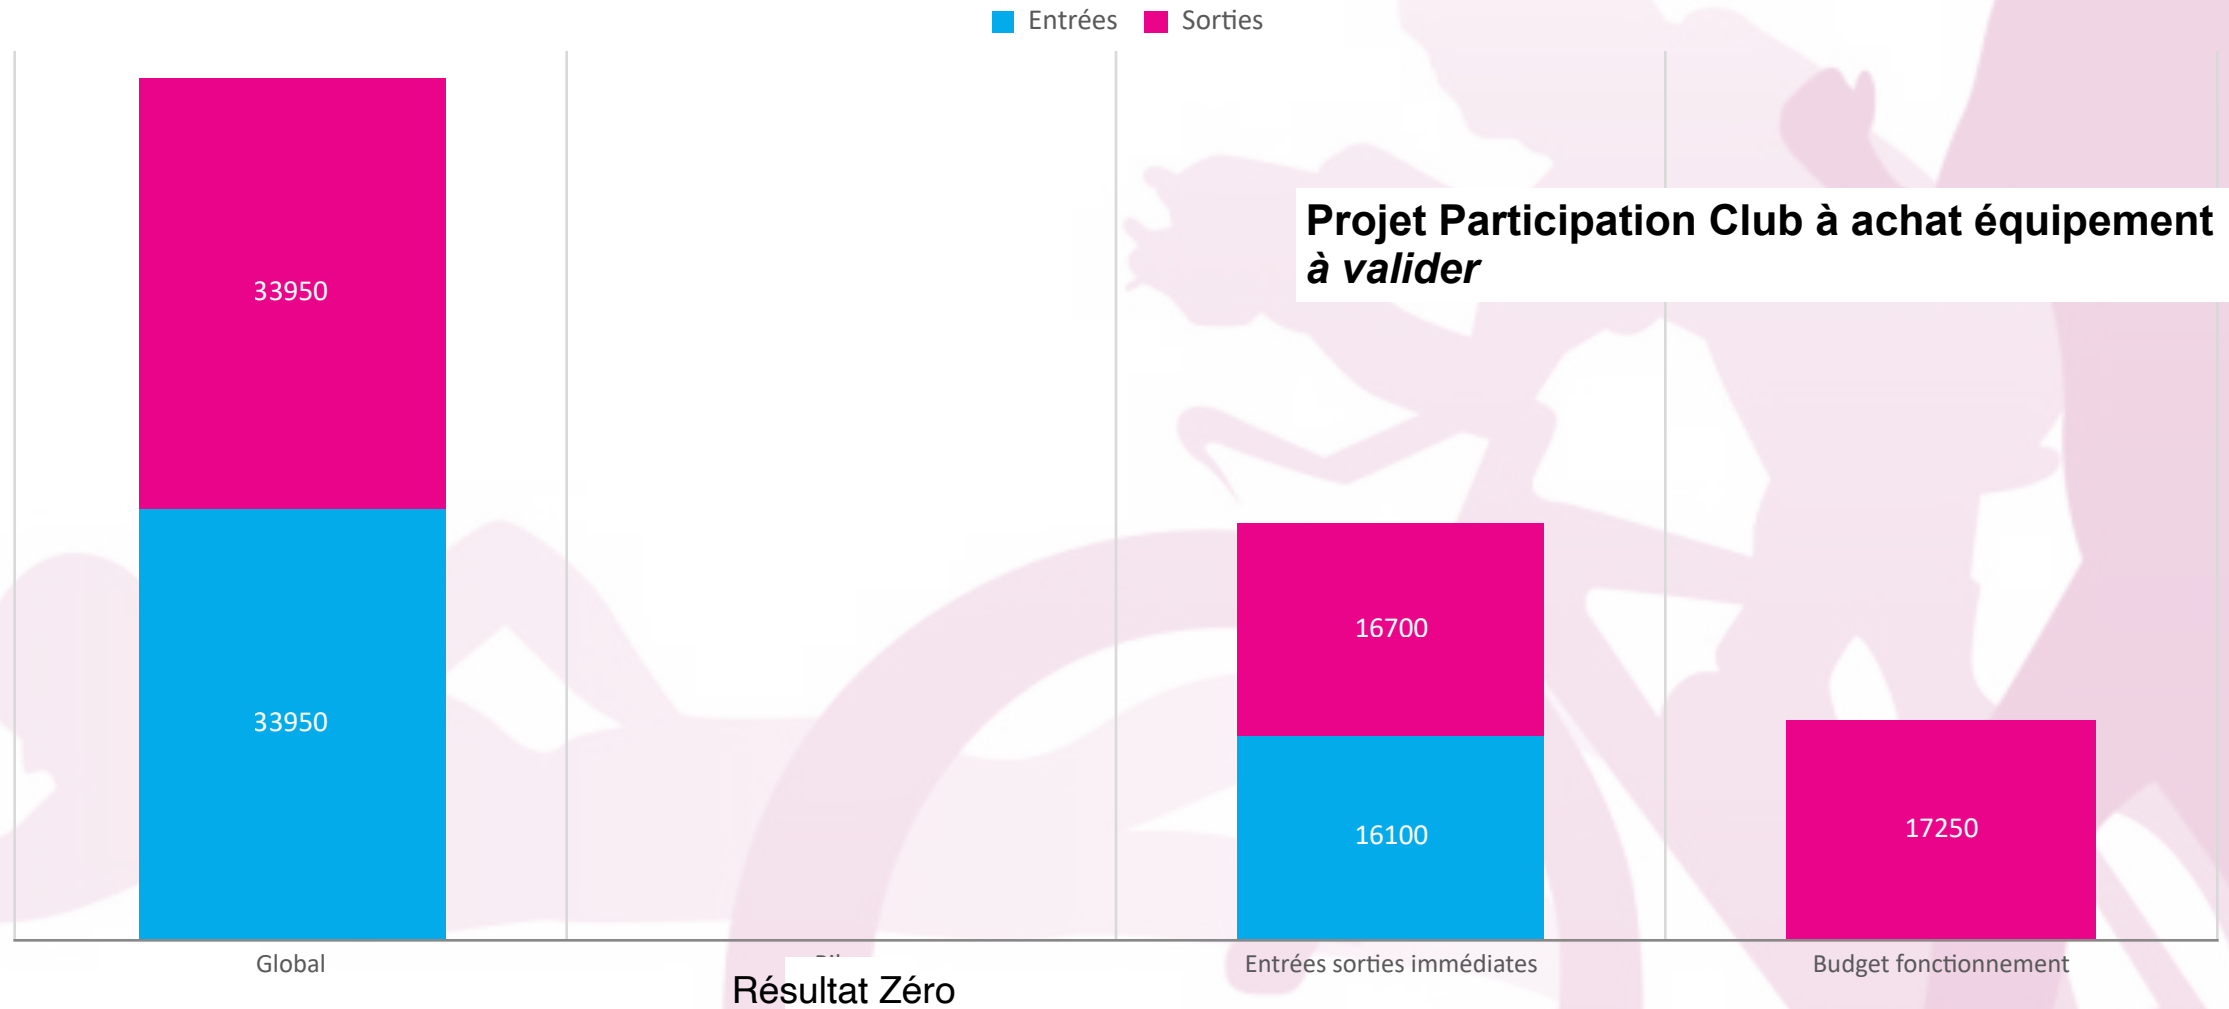 Entrées Sorties
33950
Projet Participation Club à achat équipement
à valider
16700
33950
16100
17250
Global
Entrées sorties immédiates
Budget fonctionnement
Résultat Zéro